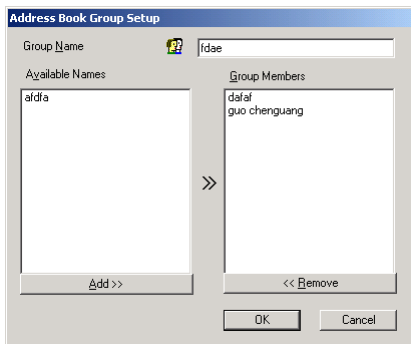 Address Book Group Setup
Group Name
fdae
Available Names
Group Members
afdfa
dafaf
guo chenguang
Add >>
<< Remove
OK
Cancel